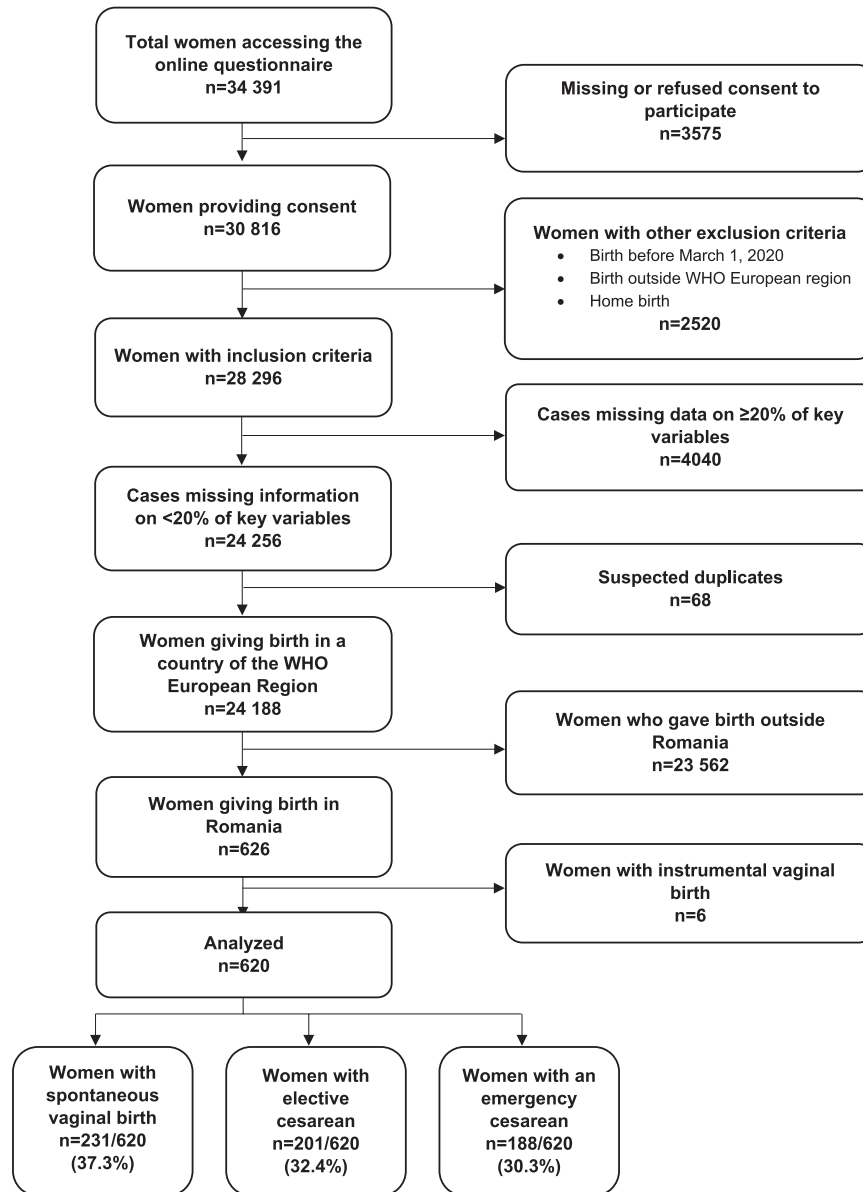 Total women accessing the
online questionnaire
n=34 391
Missing or refused consent to
participate
n=3575
Women providing consent
n=30 816
Women with other exclusion criteria
• Birth before March 1, 2020
• Birth outside WHO European region
• Home birth
n=2520
Women with inclusion criteria
n=28 296
Cases missing data on ≥20% of key
variables
n=4040
Cases missing information
on <20% of key variables
n=24 256
Suspected duplicates
n=68
Women giving birth in a
country of the WHO
European Region
n=24 188
Women who gave birth outside
Romania
n=23 562
Women giving birth in
Romania
n=626
Women with instrumental vaginal
birth
n=6
Analyzed
n=620
Women with
spontaneous
vaginal birth
n=231/620
(37.3%)
Women with
elective
cesarean
n=201/620
(32.4%)
Women with an
emergency
cesarean
n=188/620
(30.3%)